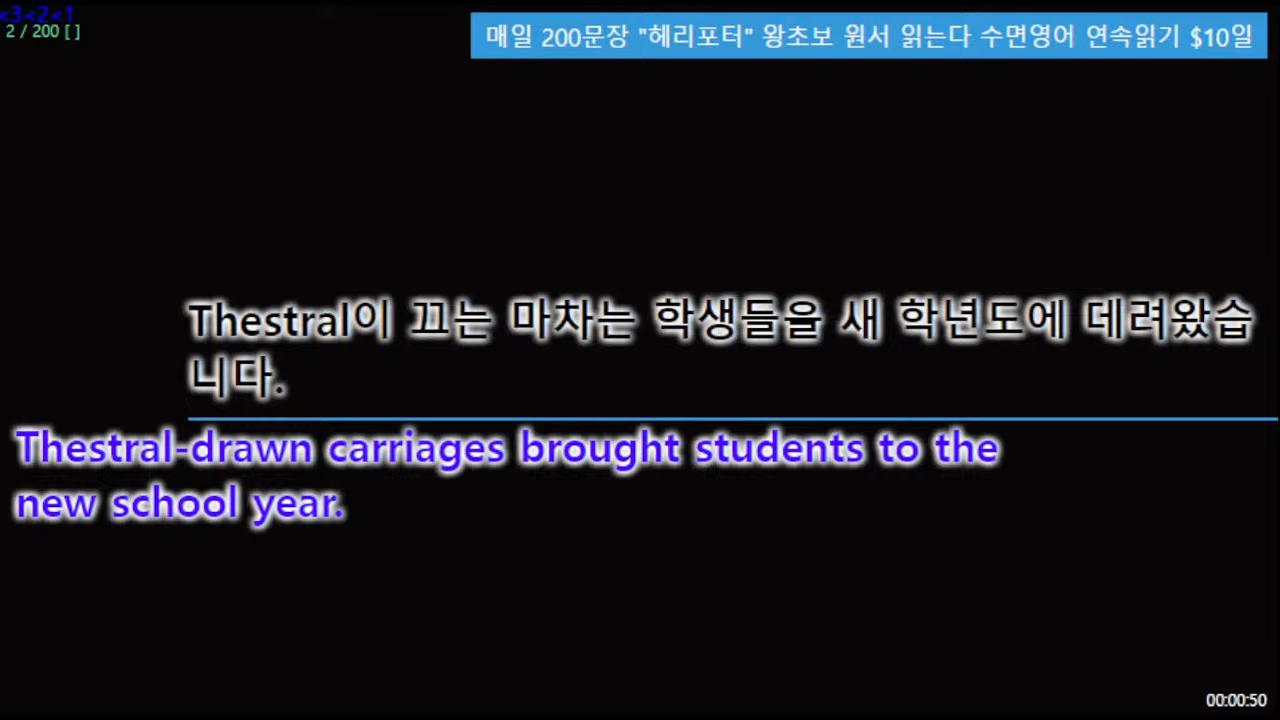 <3<2<1
2 / 200 [ ]
매일 200문장 "헤리포터" 왕초보 원서 읽는다 수면영어 연속읽기 $10일
Thestral이 끄는 마차는 학생들을 새 학년도에 데려왔습
니다.
Thestral-drawn carriages brought students to the
new school year.
00:00:50